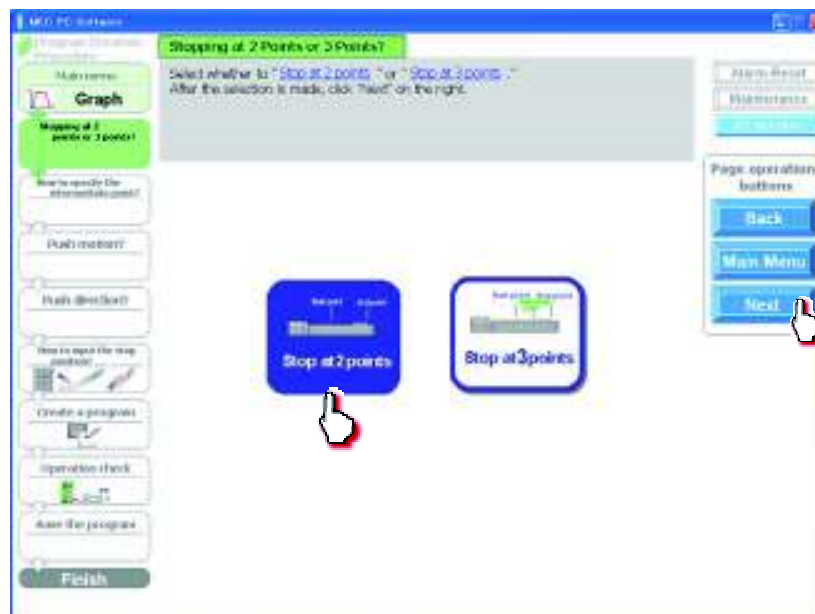 MEC PC Software
Program Creation
Procedure
Main menu
Graph
Stopping at 2
points or 3 points?
How to specify the
intermediate point?
Push motion?
Push direction?
How to input the stop
position?
Create a program
Operation check
Save the program
Finish
Stopping at 2 Points or 3 Points?
Select whether to "Stop at 2 points " or " Stop at 3 points ."
After the selection is made, click "Next" on the right.
Stop at 2 points
Stop at 3 points
Alarm Reset
Maintenance
Page operation
buttons
Back
Main Menu
Next